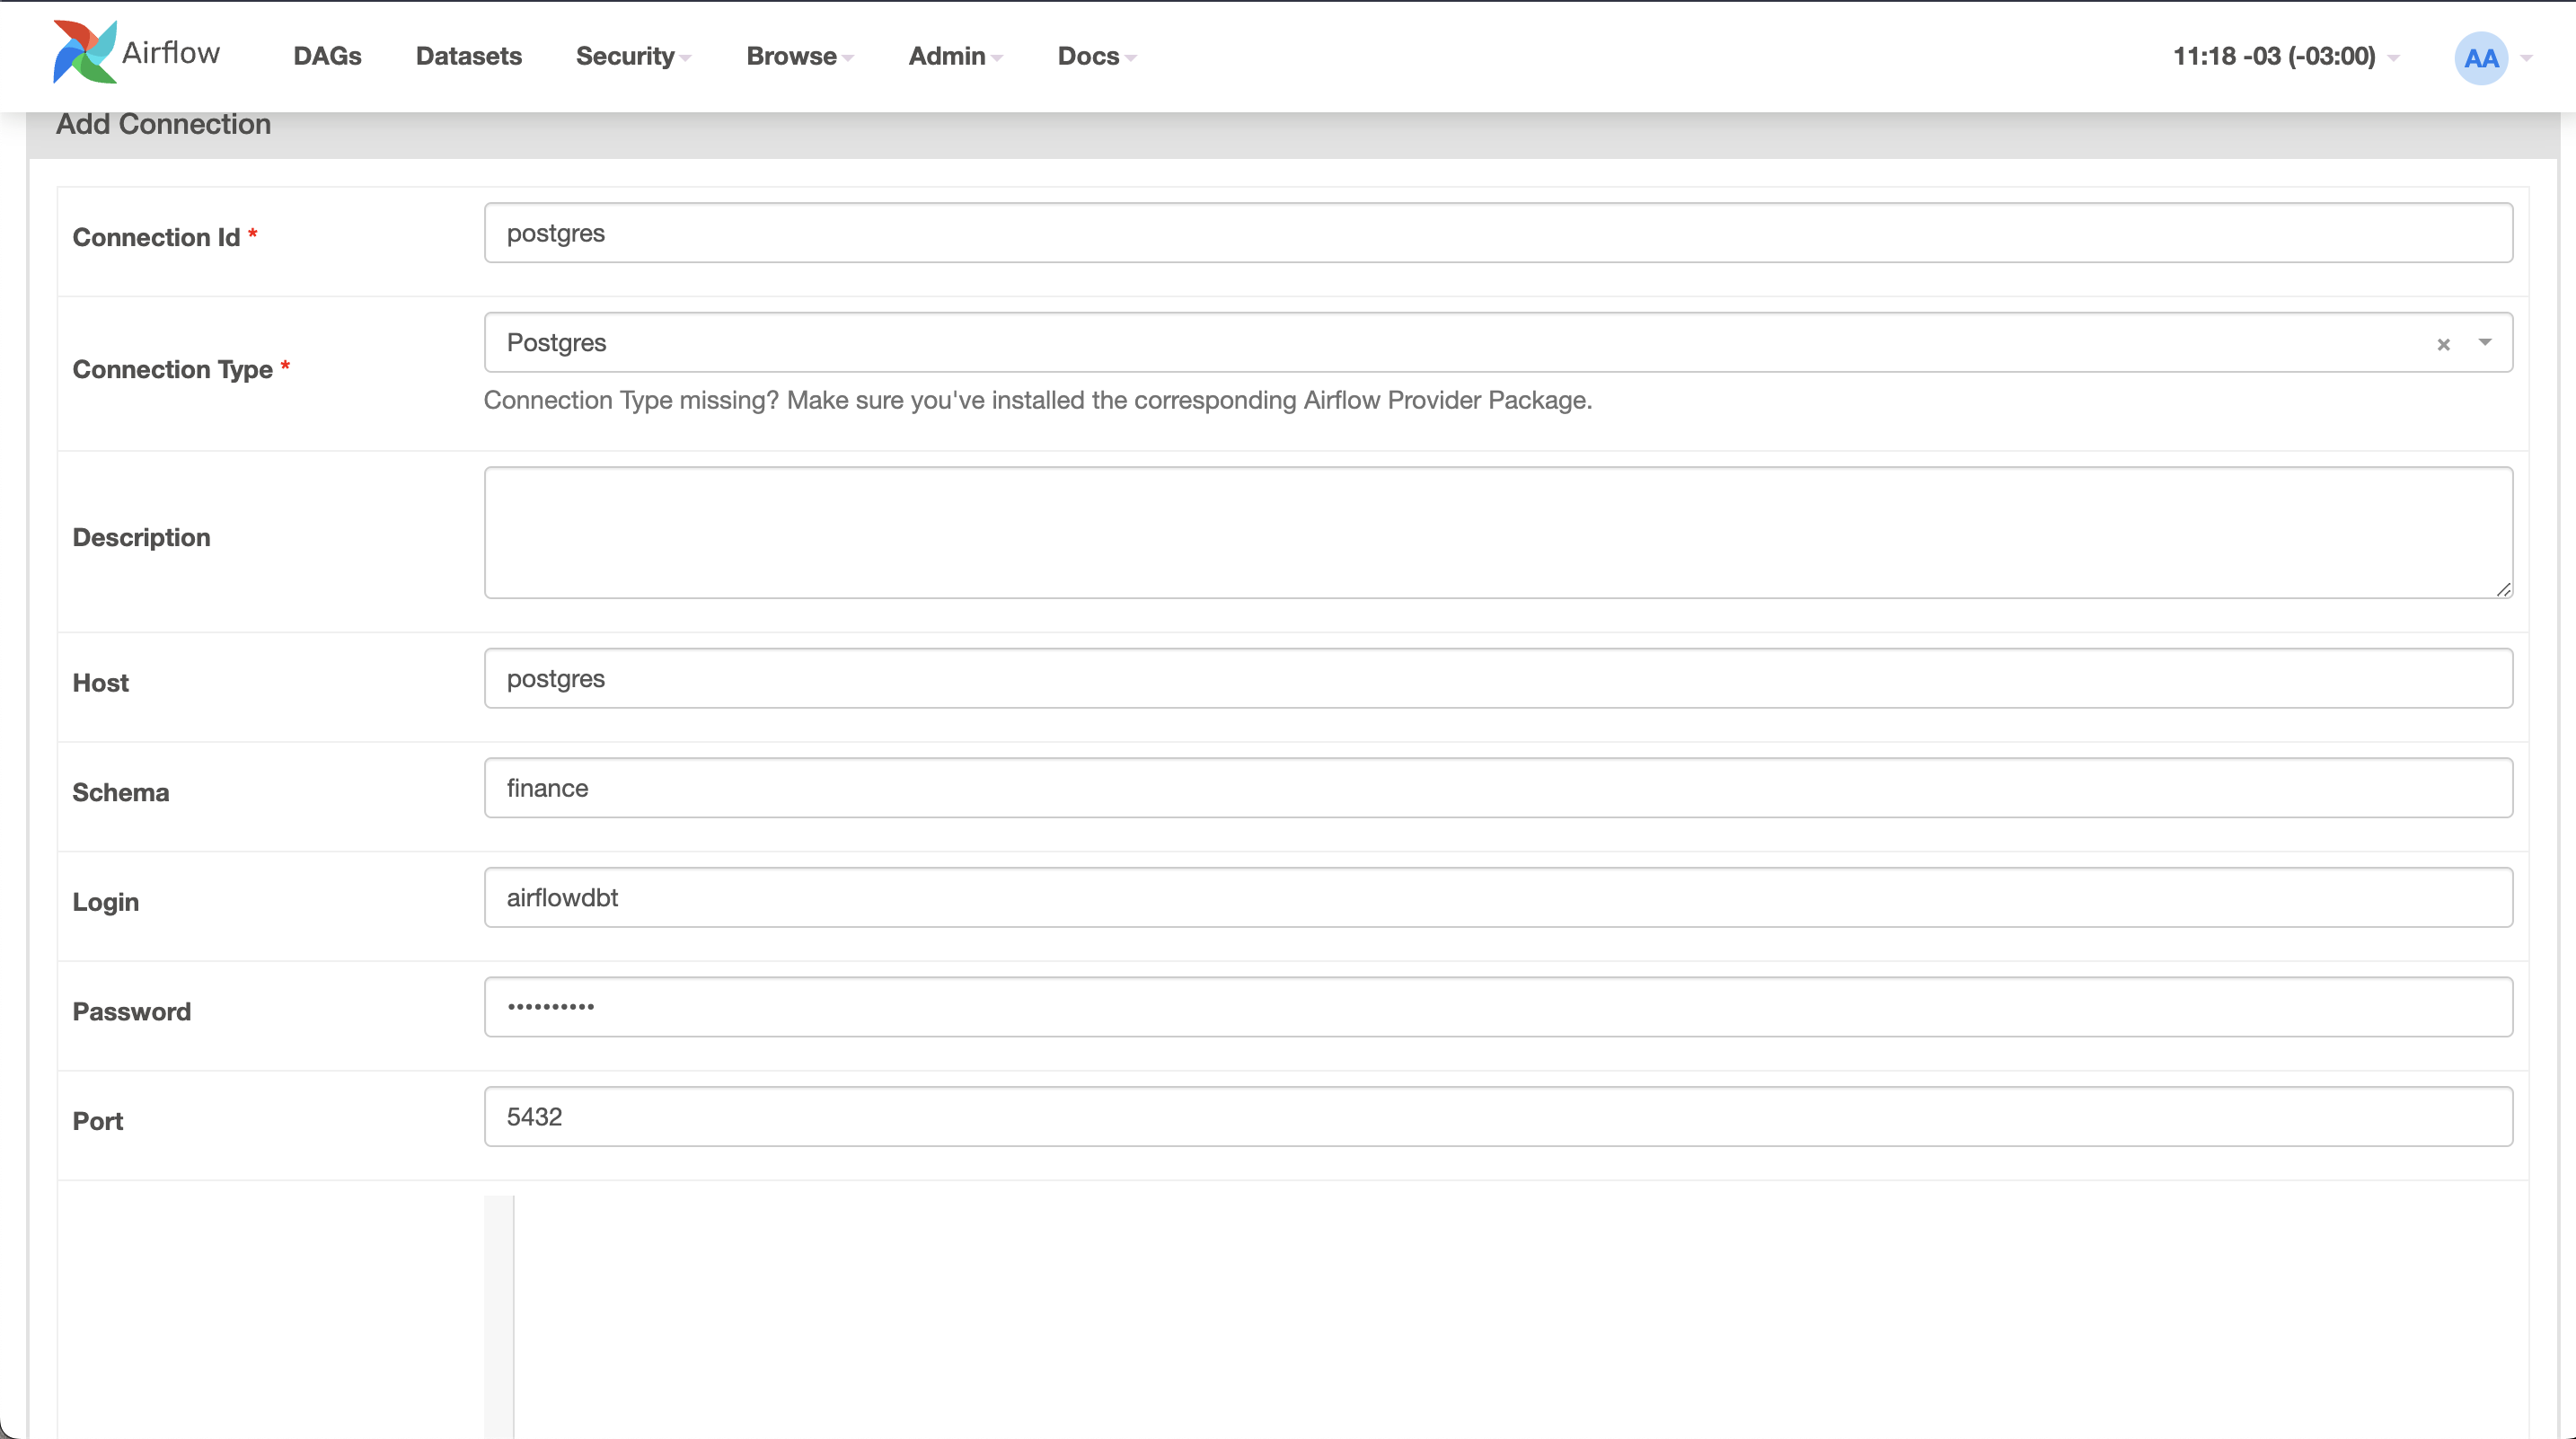 Airflow DAGs Datasets Security Browse Admin Docs 11:18 -03 (-03:00) AA
Add Connection
Connection Id * postgres
Connection Type * Postgres ×
Connection Type missing? Make sure you've installed the corresponding Airflow Provider Package.
Description
Host postgres
Schema finance
Login airflowdbt
Password ••••••••••
Port 5432